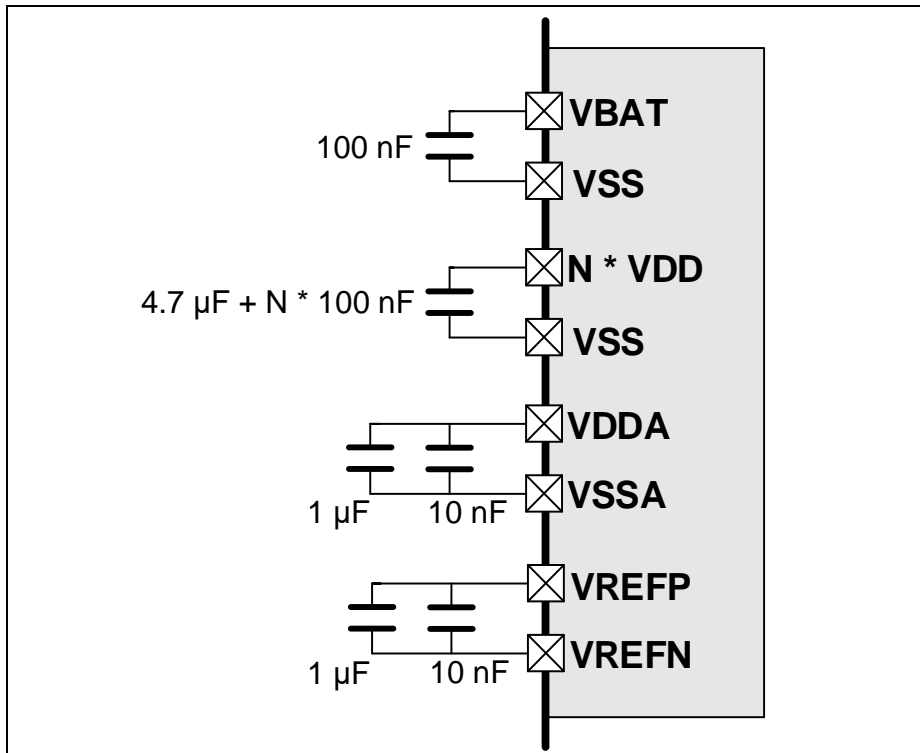 VBAT
100 nF
VSS
N * VDD
4.7 µF + N * 100 nF
VSS
VDDA
VSSA
1 µF 10 nF
VREFP
VREFN
1 µF 10 nF